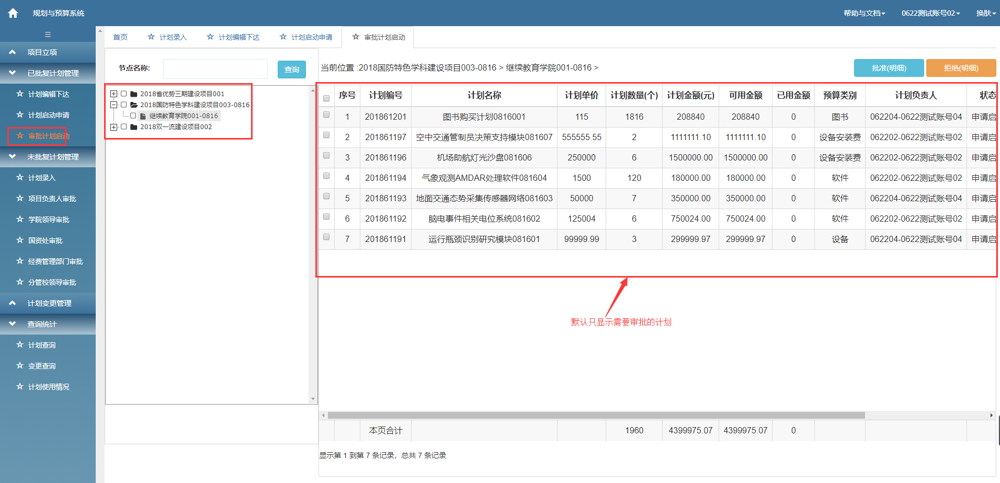 规划与预算系统
帮助与文档
0622测试账号02
换肤
项目立项
已批复计划管理
计划编辑下达
计划启动申请
审批计划启动
未批复计划管理
计划录入
项目负责人审批
学院领导审批
国资处审批
经费管理部门审批
分管校领导审批
计划变更管理
查询统计
计划查询
变更查询
计划使用情况
首页 计划录入 计划编辑下达 计划启动申请 审批计划启动
节点名称: 查询
2018省优势三期建设项目001
2018国防特色学科建设项目003-0816
继续教育学院001-0816
2018双一流建设项目002
当前位置 :2018国防特色学科建设项目003-0816 > 继续教育学院001-0816 >
批准(明细) 拒绝(明细)
序号 计划编号 计划名称 计划单价 计划数量(个) 计划金额(元) 可用金额 已用金额 预算类别 计划负责人 状态
1 201861201 图书购买计划0816001 115 1816 208840 208840 0 图书 062204-0622测试账号04 申请启
2 201861197 空中交通管制员决策支持模块081607 555555.55 2 1111111.10 1111111.10 0 设备安装费 062202-0622测试账号02 申请启
3 201861196 机场助航灯光沙盘081606 250000 6 1500000.00 1500000.00 0 设备安装费 062202-0622测试账号02 申请启
4 201861194 气象观测AMDAR处理软件081604 1500 120 180000.00 180000.00 0 软件 062202-0622测试账号02 申请启
5 201861193 地面交通态势采集传感器网络081603 50000 7 350000.00 350000.00 0 软件 062204-0622测试账号04 申请启
6 201861192 脑电事件相关电位系统081602 125004 6 750024.00 750024.00 0 软件 062202-0622测试账号02 申请启
7 201861191 运行瓶颈识别研究模块081601 99999.99 3 299999.97 299999.97 0 设备 062204-0622测试账号04 申请启
默认只显示需要审批的计划
本页合计 1960 4399975.07 4399975.07 0
显示第 1 到第 7 条记录，总共 7 条记录